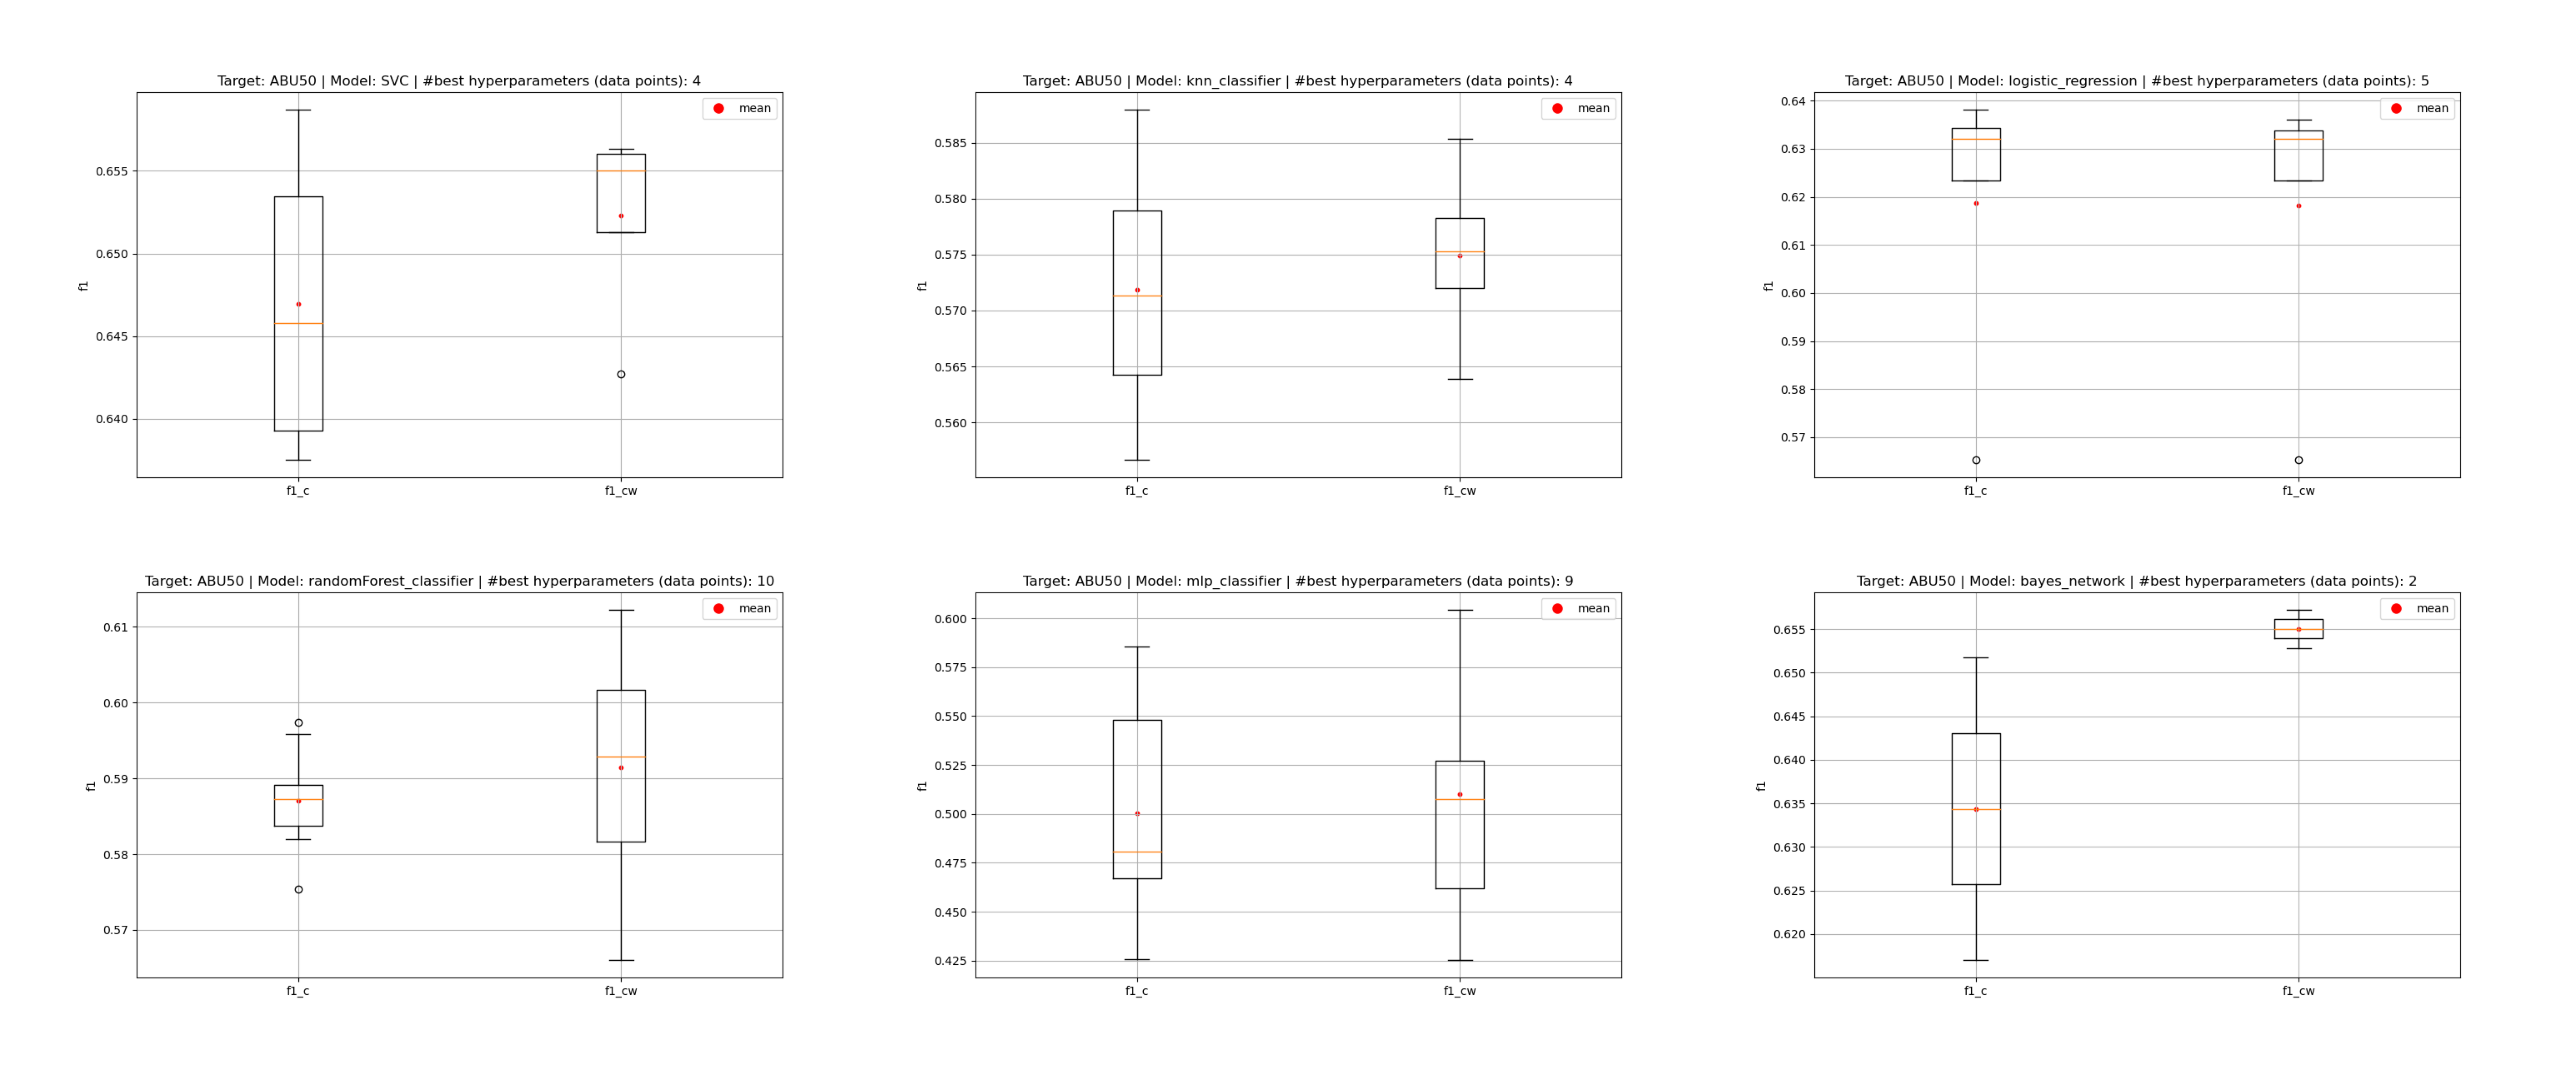 Target: ABU50 | Model: SVC | #best hyperparameters (data points): 4
mean
0.655
0.650
0.645
0.640
f1
f1_c
f1_cw
Target: ABU50 | Model: knn_classifier | #best hyperparameters (data points): 4
mean
0.585
0.580
0.575
0.570
0.565
0.560
f1
f1_c
f1_cw
Target: ABU50 | Model: logistic_regression | #best hyperparameters (data points): 5
mean
0.64
0.63
0.62
0.61
0.60
0.59
0.58
0.57
f1
f1_c
f1_cw
Target: ABU50 | Model: randomForest_classifier | #best hyperparameters (data points): 10
mean
0.61
0.60
0.59
0.58
0.57
f1
f1_c
f1_cw
Target: ABU50 | Model: mlp_classifier | #best hyperparameters (data points): 9
mean
0.600
0.575
0.550
0.525
0.500
0.475
0.450
0.425
f1
f1_c
f1_cw
Target: ABU50 | Model: bayes_network | #best hyperparameters (data points): 2
mean
0.655
0.650
0.645
0.640
0.635
0.630
0.625
0.620
f1
f1_c
f1_cw